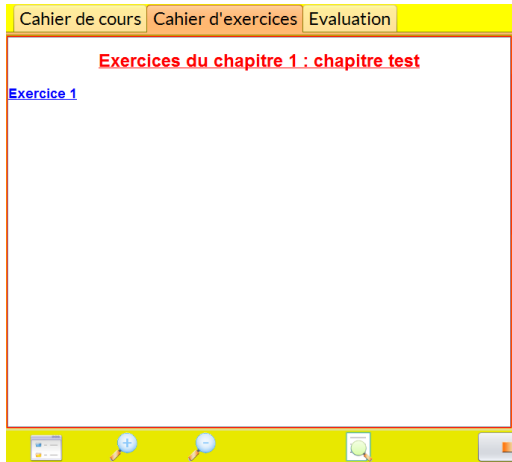 Cahier de cours Cahier d'exercices Evaluation
Exercices du chapitre 1 : chapitre test
Exercice 1